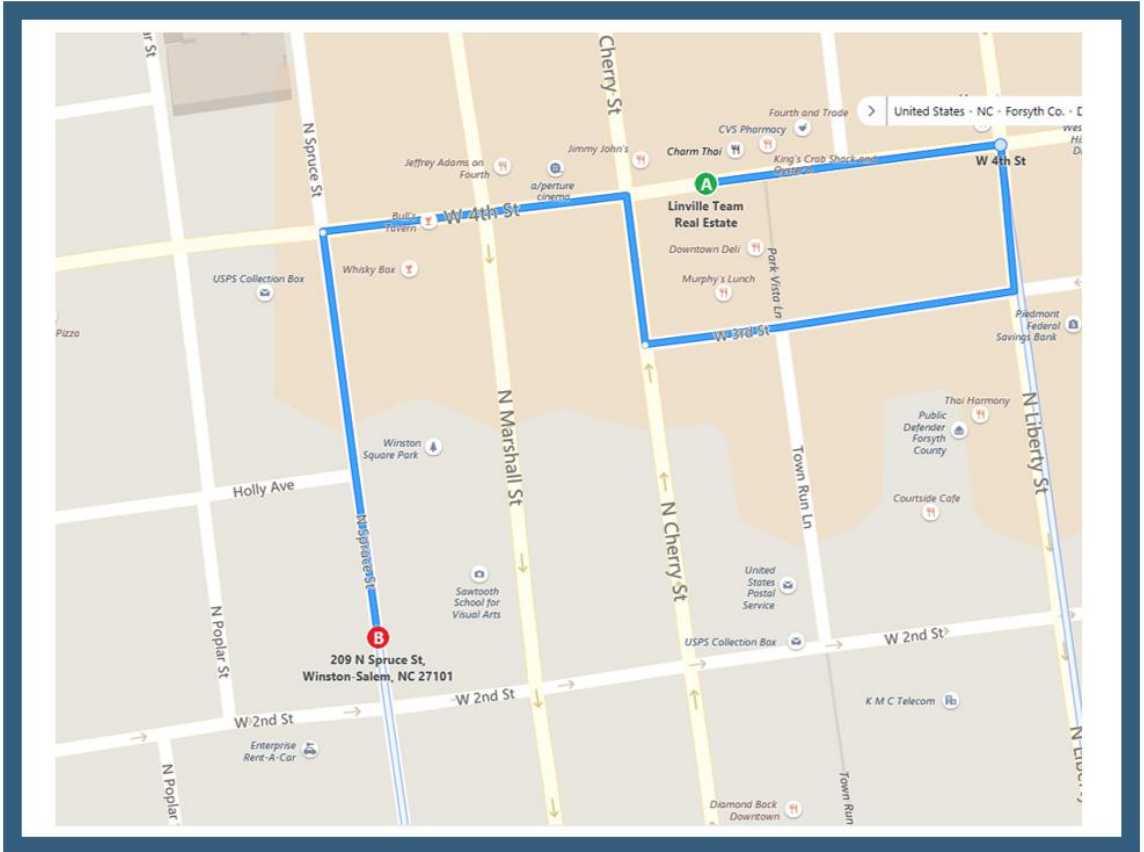 ar St
N Spruce St
Cherry St
United States - NC - Forsyth Co. - D
Fourth and Trade
CVS Pharmacy
Charm Thai
Jimmy John's
Jeffrey Adams on
Fourth
a/perture
cinema
King's Crab Shack and
Oyster
W 4th St
A
Linville Team
Real Estate
Bull's
Tavern
W 4th St
Downtown Deli
Park Vista Ln
Whisky Box
USPS Collection Box
Murphy's Lunch
Pizza
W 3rd St
Piedmont
Federal
Savings Bank
N Marshall St
Thai Harmony
N Liberty St
Public
Defender
Forsyth
County
Winston
Square Park
Town Run Ln
Holly Ave
Courtside Cafe
N Cherry St
N Spruce St
Sawtooth
School for
Visual Arts
United
States
Postal
Service
N Poplar St
B
209 N Spruce St,
Winston-Salem, NC 27101
USPS Collection Box
W 2nd St
W 2nd St
K M C Telecom
W 2nd St
Enterprise
Rent-A-Car
N Poplar
Town Run
Diamond Back
Downtown